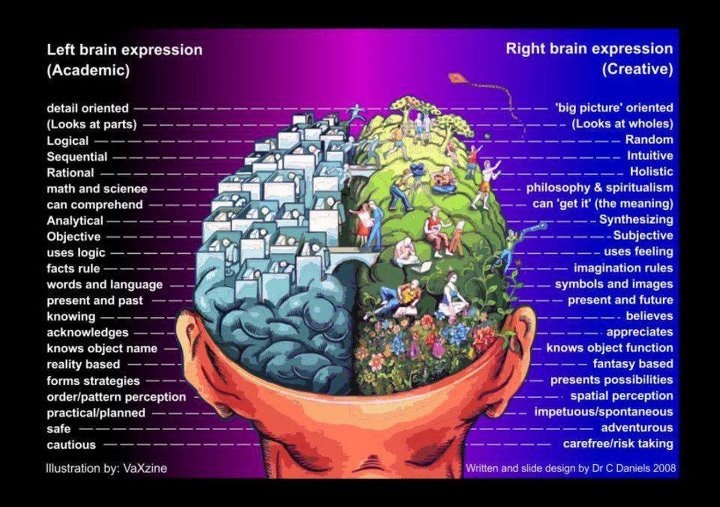 Left brain expression
(Academic)
Right brain expression
(Creative)
detail oriented
'big picture' oriented
(Looks at parts)
(Looks at wholes)
Logical
Random
Sequential
Intuitive
Rational
Holistic
math and science
philosophy & spiritualism
can comprehend
can 'get it' (the meaning)
Analytical
Synthesizing
Objective
Subjective
uses logic
uses feeling
facts rule
imagination rules
words and language
symbols and images
present and past
present and future
knowing
believes
acknowledges
appreciates
knows object name
knows object function
reality based
fantasy based
forms strategies
presents possibilities
order/pattern perception
spatial perception
practical/planned
impetuous/spontaneous
safe
adventurous
cautious
carefree/risk taking
Illustration by: VaXzine
Written and slide design by Dr C Daniels 2008